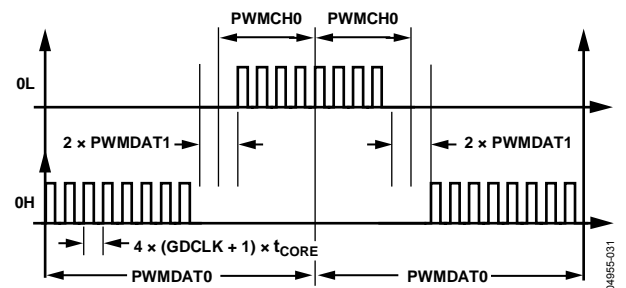 PWMCH0 PWMCH0
0L
2 × PWMDAT1 2 × PWMDAT1
0H
4 × (GDCLK + 1) × tCORE
PWMDAT0 PWMDAT0
04955-031